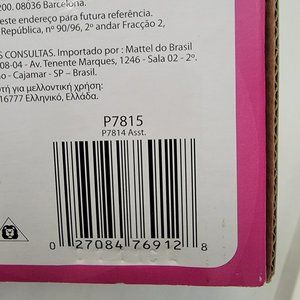 200. 08036 Barcelona.
este endereço para futura referência.
República, nº 90/96, 2º andar Fracção 2,
S CONSULTAS. Importado por : Mattel do Brasil
08-04 - Av. Tenente Marques, 1246 - Sala 02 - 2º.
o - Cajamar - SP – Brasil.
τή για μελλοντική χρήση:
16777 Ελληνικό, Ελλάδα.
P7815
P7814 Asst.
0 27084 76912 8